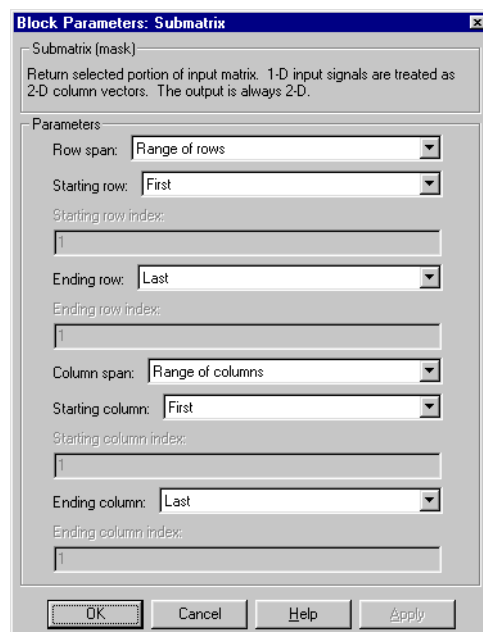 Block Parameters: Submatrix
Submatrix (mask)
Return selected portion of input matrix. 1-D input signals are treated as
2-D column vectors. The output is always 2-D.
Parameters
Row span: Range of rows
Starting row: First
Starting row index:
1
Ending row: Last
Ending row index:
1
Column span: Range of columns
Starting column: First
Starting column index:
1
Ending column: Last
Ending column index:
1
OK Cancel Help Apply